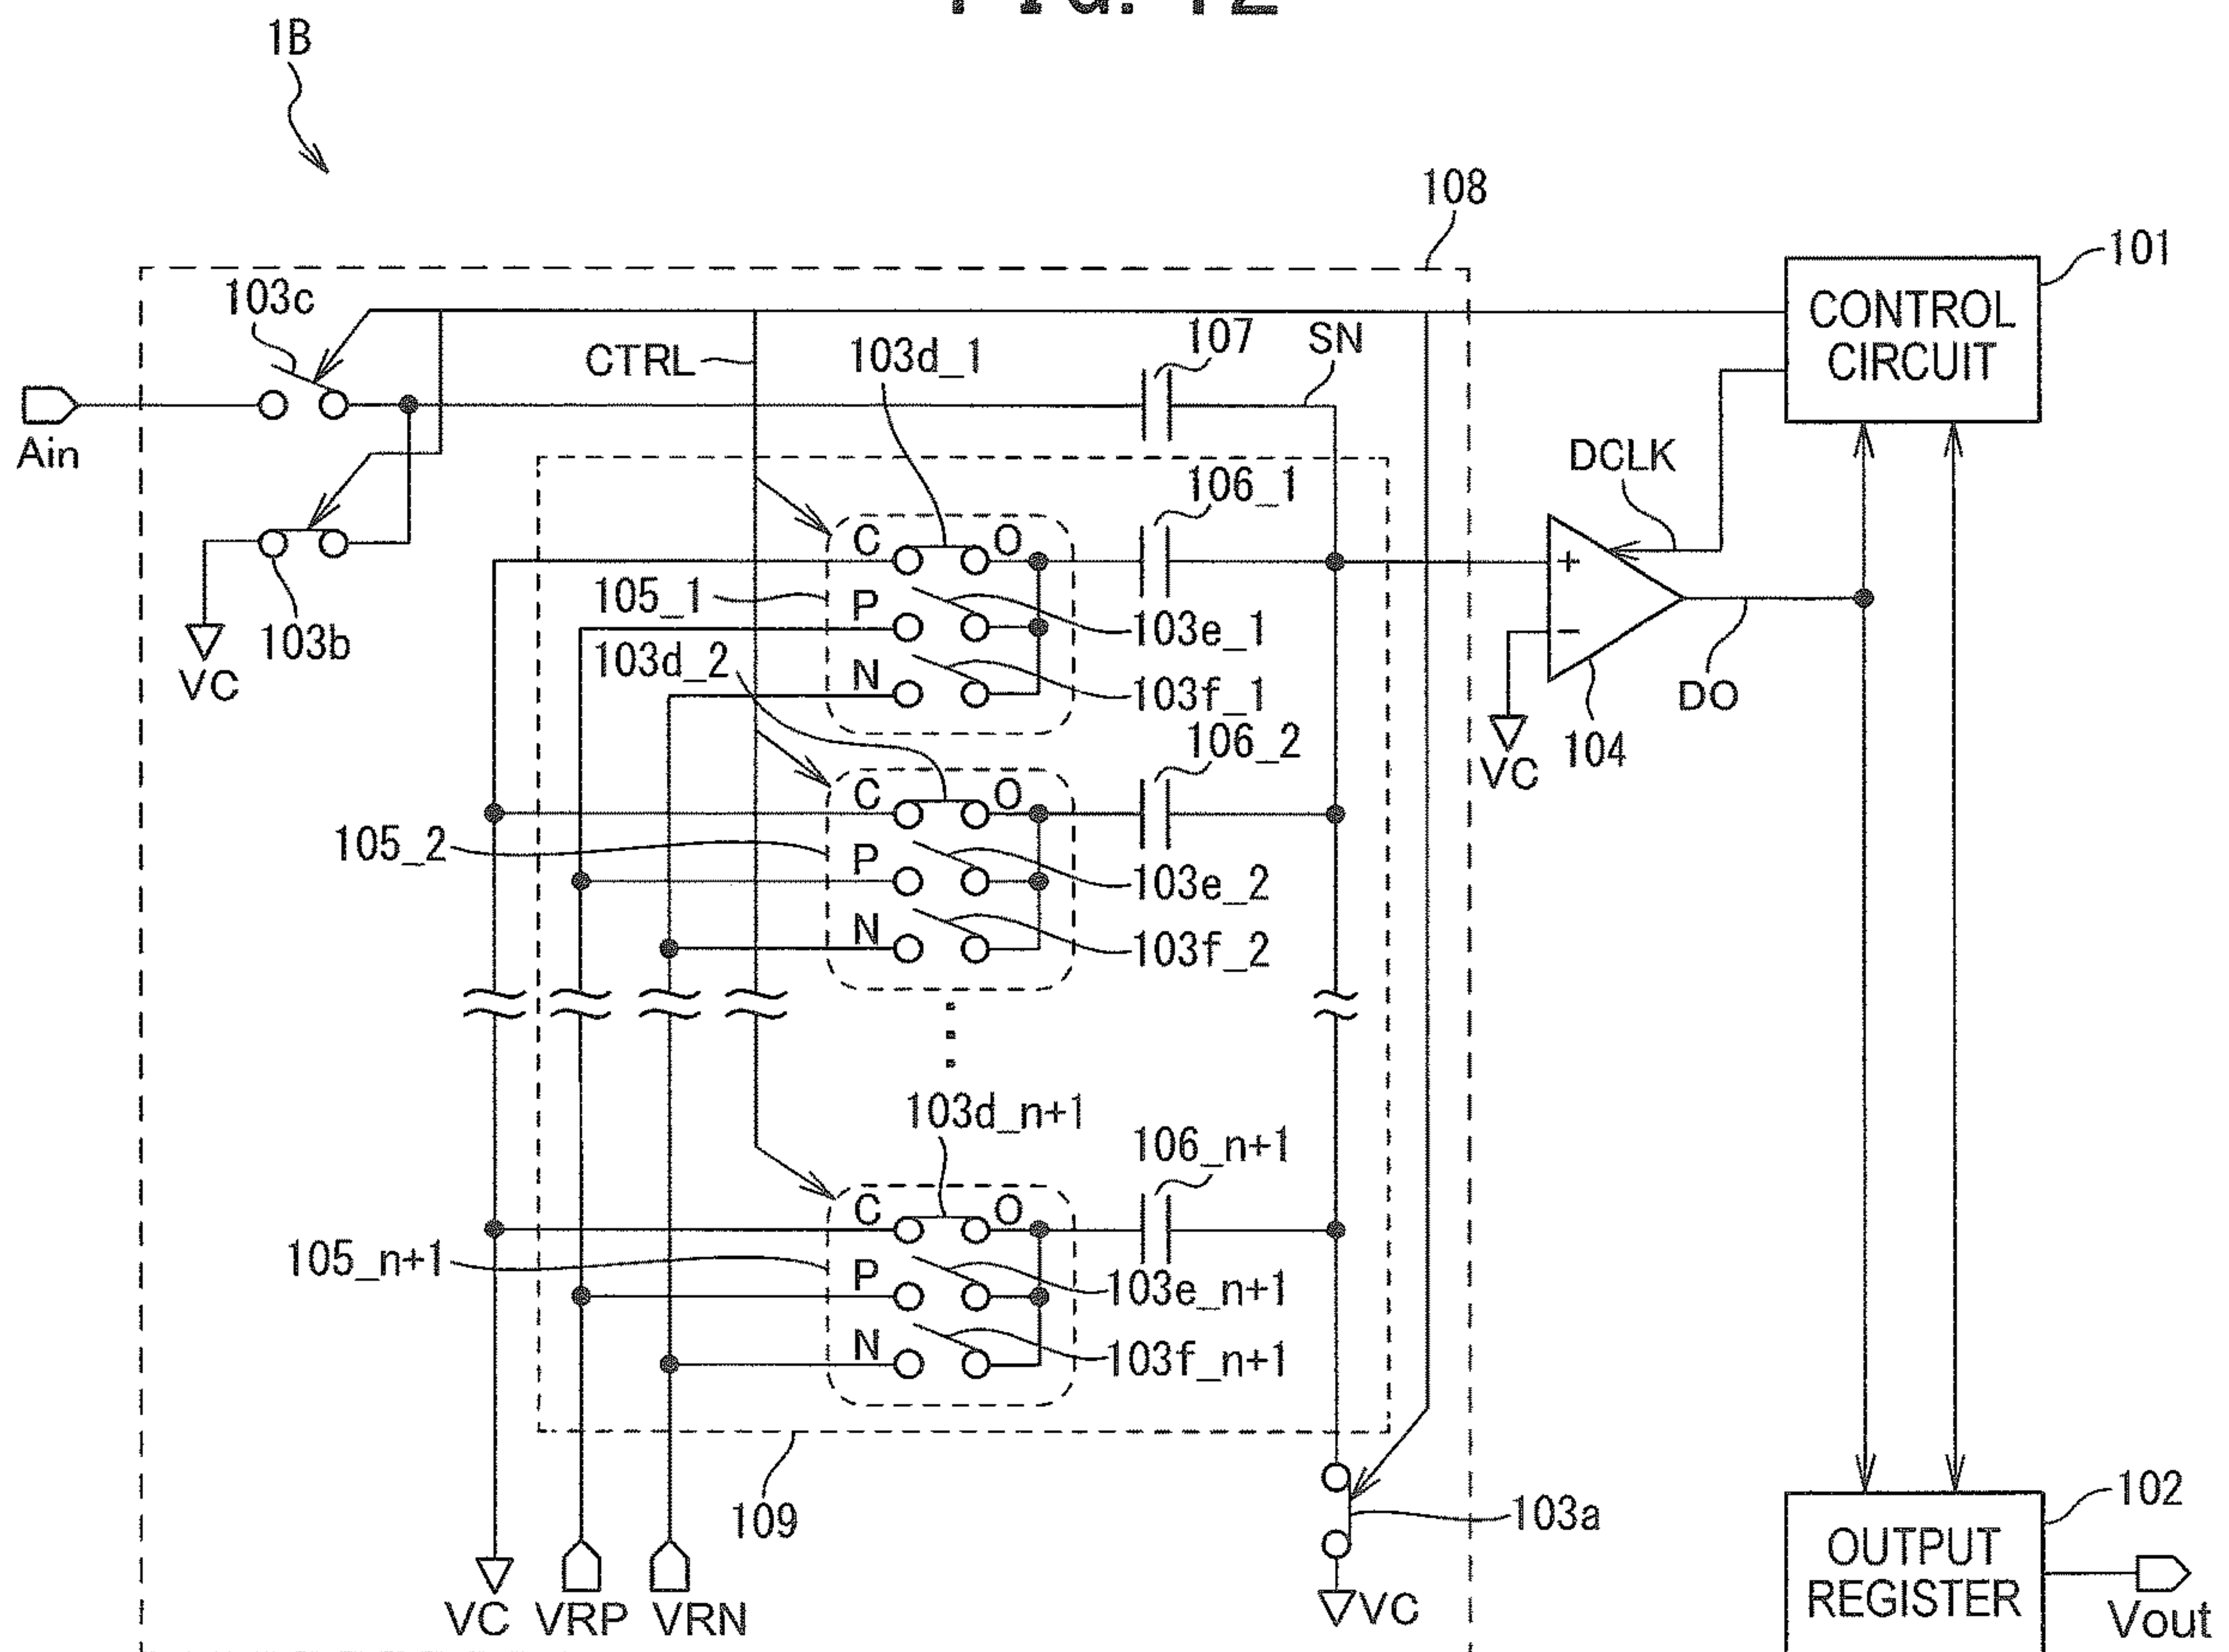 FIG. 12
1B
108
101
103c
CONTROL
CIRCUIT
107
SN
CTRL
103d_1
Ain
DCLK
106_1
C
O
+
105_1
P
103e_1
−
103b
103d_2
VC
N
103f_1
DO
106_2
104
VC
C
O
105_2
P
103e_2
N
103f_2
103d_n+1
106_n+1
C
O
105_n+1
P
103e_n+1
N
103f_n+1
109
103a
102
OUTPUT
REGISTER
VC
VRP
VRN
VC
Vout